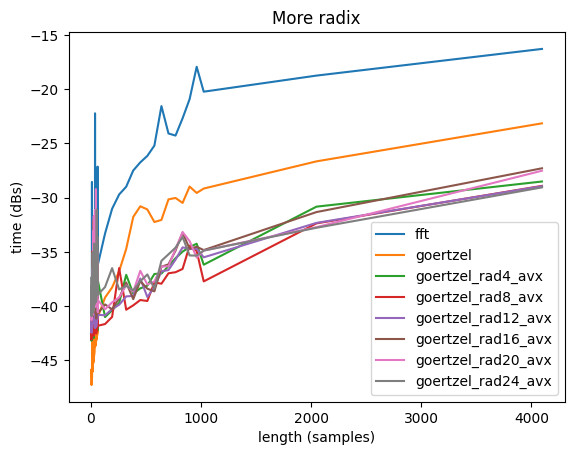 More radix
−15
−20
−25
−30
−35
−40
−45
time (dBs)
0
1000
2000
3000
4000
length (samples)
fft
goertzel
goertzel_rad4_avx
goertzel_rad8_avx
goertzel_rad12_avx
goertzel_rad16_avx
goertzel_rad20_avx
goertzel_rad24_avx